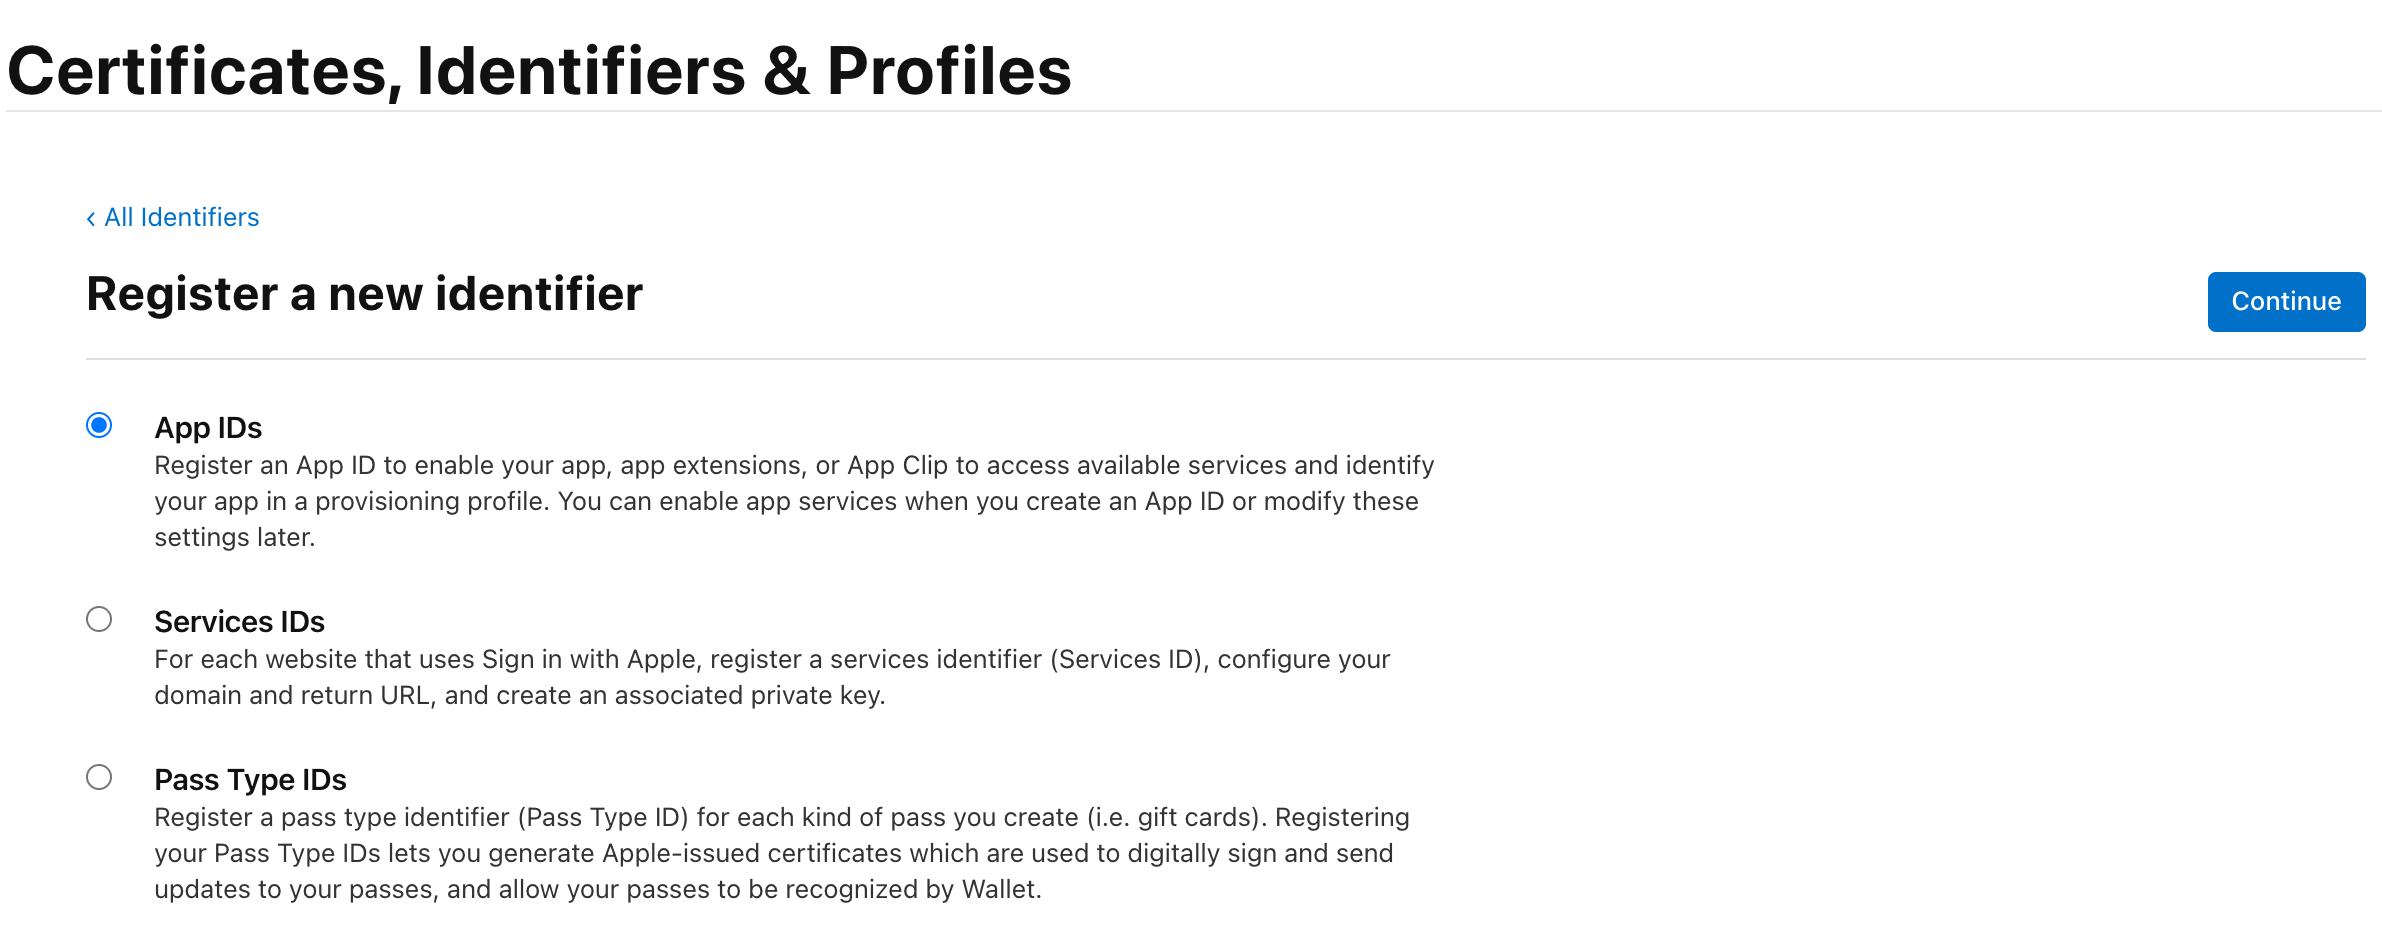 Certificates, Identifiers & Profiles
‹ All Identifiers
Register a new identifier
Continue
App IDs
Register an App ID to enable your app, app extensions, or App Clip to access available services and identify
your app in a provisioning profile. You can enable app services when you create an App ID or modify these
settings later.
Services IDs
For each website that uses Sign in with Apple, register a services identifier (Services ID), configure your
domain and return URL, and create an associated private key.
Pass Type IDs
Register a pass type identifier (Pass Type ID) for each kind of pass you create (i.e. gift cards). Registering
your Pass Type IDs lets you generate Apple-issued certificates which are used to digitally sign and send
updates to your passes, and allow your passes to be recognized by Wallet.